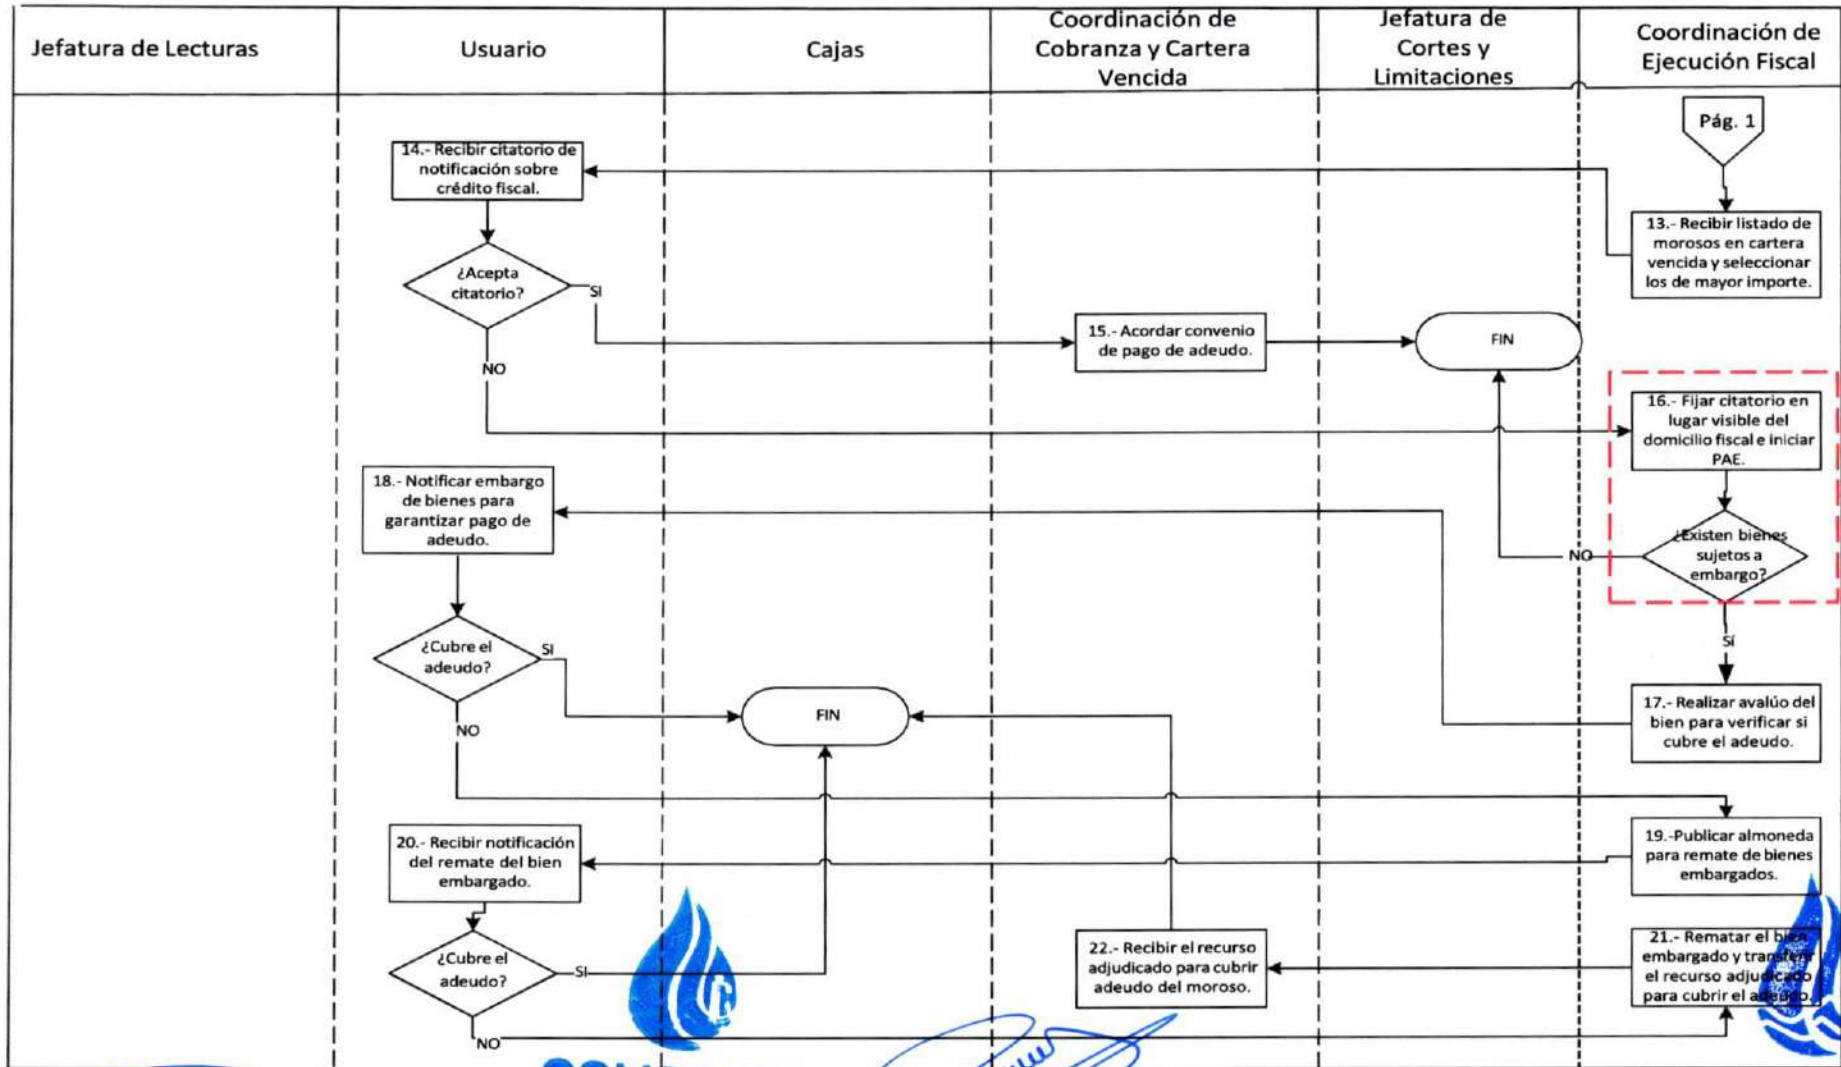 Jefatura de Lecturas
Usuario
Cajas
Coordinación de
Cobranza y Cartera
Vencida
Jefatura de
Cortes y
Limitaciones
Coordinación de
Ejecución Fiscal
Pág. 1
13.- Recibir listado de
morosos en cartera
vencida y seleccionar
los de mayor importe.
14.- Recibir citatorio de
notificación sobre
crédito fiscal.
¿Acepta
citatorio?
SI
NO
15.- Acordar convenio
de pago de adeudo.
FIN
16.- Fijar citatorio en
lugar visible del
domicilio fiscal e iniciar
PAE.
¿Existen bienes
sujetos a
embargo?
NO
SÍ
17.- Realizar avalúo del
bien para verificar si
cubre el adeudo.
18.- Notificar embargo
de bienes para
garantizar pago de
adeudo.
¿Cubre el
adeudo?
SI
NO
FIN
19.-Publicar almoneda
para remate de bienes
embargados.
20.- Recibir notificación
del remate del bien
embargado.
¿Cubre el
adeudo?
SI
NO
21.- Rematar el bien
embargado y transferir
el recurso adjudicado
para cubrir el adeudo.
22.- Recibir el recurso
adjudicado para cubrir
adeudo del moroso.